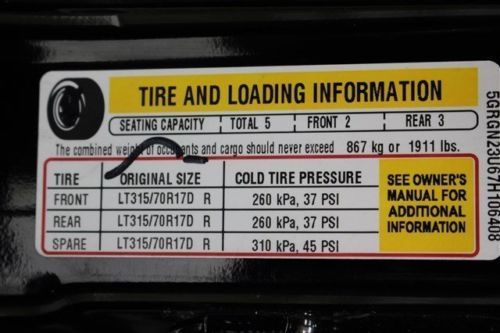 TIRE AND LOADING INFORMATION
SEATING CAPACITY TOTAL 5 FRONT 2 REAR 3
The combined weight of occupants and cargo should never exceed 867 kg or 1911 lbs.
TIRE ORIGINAL SIZE COLD TIRE PRESSURE
FRONT LT315/70R17D R 260 kPa, 37 PSI
REAR LT315/70R17D R 260 kPa, 37 PSI
SPARE LT315/70R17D R 310 kPa, 45 PSI
SEE OWNER'S
MANUAL FOR
ADDITIONAL
INFORMATION
5GRGN23U67H106408